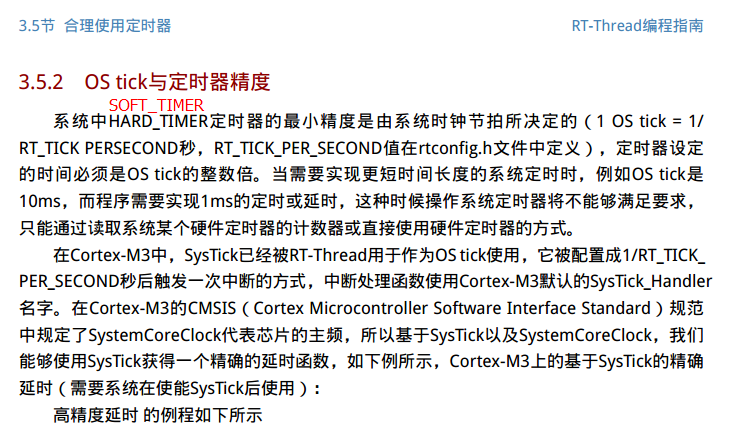 3.5节 合理使用定时器 RT-Thread编程指南
3.5.2 OS tick与定时器精度
SOFT_TIMER
系统中HARD_TIMER定时器的最小精度是由系统时钟节拍所决定的（1 OS tick = 1/
RT_TICK PERSECOND秒，RT_TICK_PER_SECOND值在rtconfig.h文件中定义），定时器设定
的时间必须是OS tick的整数倍。当需要实现更短时间长度的系统定时时，例如OS tick是
10ms，而程序需要实现1ms的定时或延时，这种时候操作系统定时器将不能够满足要求，
只能通过读取系统某个硬件定时器的计数器或直接使用硬件定时器的方式。
在Cortex-M3中，SysTick已经被RT-Thread用于作为OS tick使用，它被配置成1/RT_TICK_
PER_SECOND秒后触发一次中断的方式，中断处理函数使用Cortex-M3默认的SysTick_Handler
名字。在Cortex-M3的CMSIS（Cortex Microcontroller Software Interface Standard）规范
中规定了SystemCoreClock代表芯片的主频，所以基于SysTick以及SystemCoreClock，我们
能够使用SysTick获得一个精确的延时函数，如下例所示，Cortex-M3上的基于SysTick的精确
延时（需要系统在使能SysTick后使用）：
高精度延时 的例程如下所示